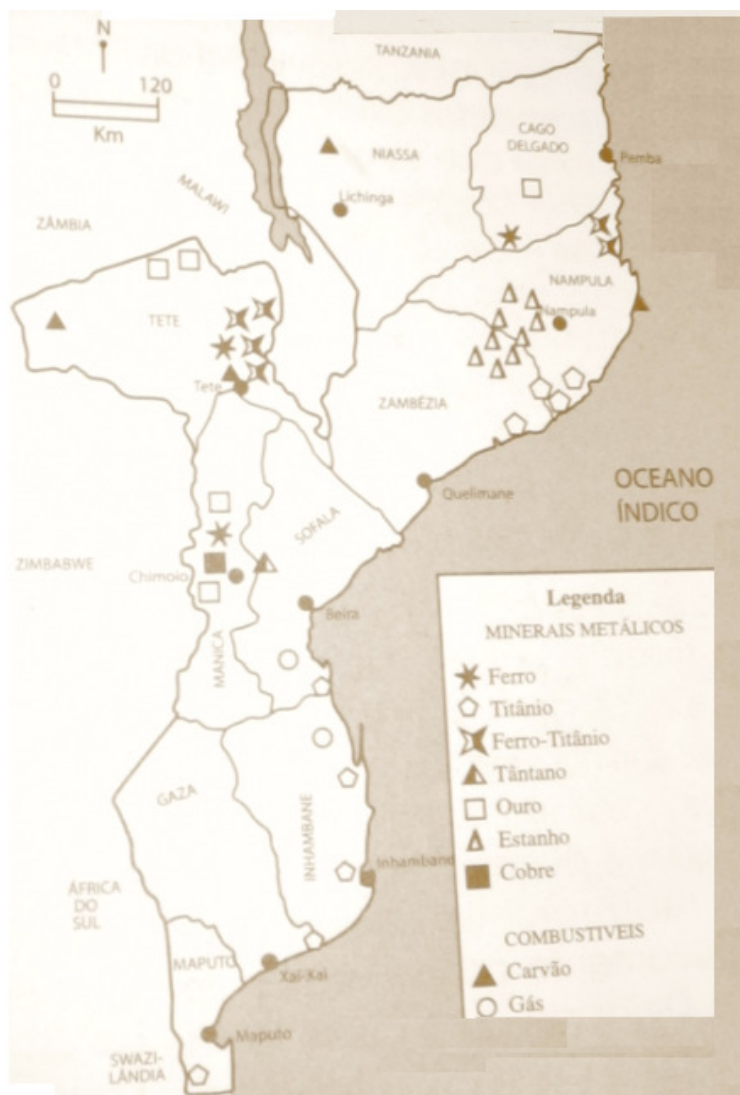 N
0 120
Km
TANZANIA
CAGO
DELGADO
NIASSA
Pemba
MALAWI
Lichinga
ZÂMBIA
NAMPULA
TETE
Nampula
Tete
ZAMBÉZIA
OCEANO
ÍNDICO
Quelimane
SOFALA
ZIMBABWE
Chimoio
Beira
MANICA
GAZA
INHAMBANE
Inhambane
ÁFRICA
DO
SUL
MAPUTO
Xai-Xai
Maputo
SWAZI-
LÂNDIA
Legenda
MINERAIS METÁLICOS
Ferro
Titânio
Ferro-Titânio
Tântano
Ouro
Estanho
Cobre
COMBUSTIVEIS
Carvão
Gás